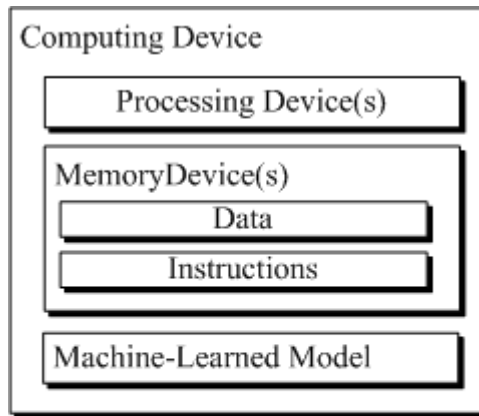 Computing Device
Processing Device(s)
MemoryDevice(s)
Data
Instructions
Machine-Learned Model